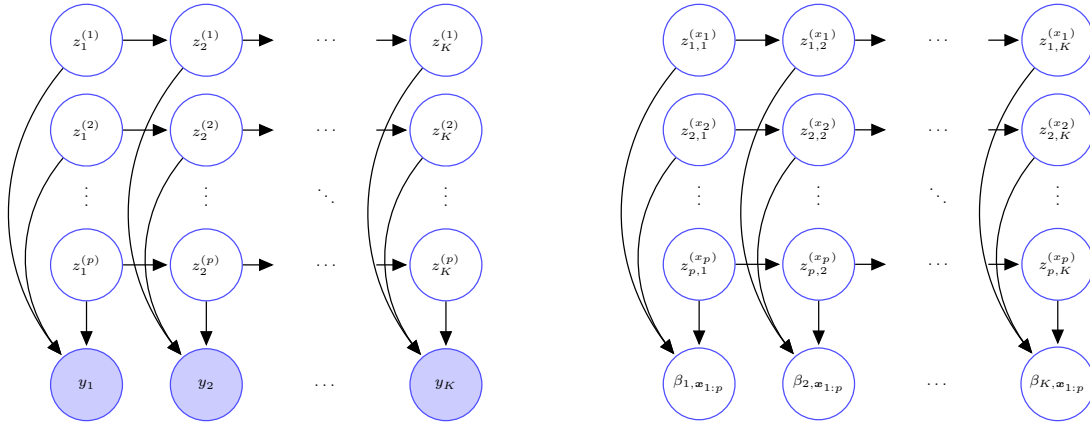 z_1^{(1)} z_2^{(1)} ⋯ z_K^{(1)} z_{1,1}^{(x_1)} z_{1,2}^{(x_1)} ⋯ z_{1,K}^{(x_1)}
z_1^{(2)} z_2^{(2)} ⋯ z_K^{(2)} z_{2,1}^{(x_2)} z_{2,2}^{(x_2)} ⋯ z_{2,K}^{(x_2)}
⋮ ⋮ ⋱ ⋮ ⋮ ⋮ ⋱ ⋮
z_1^{(p)} z_2^{(p)} ⋯ z_K^{(p)} z_{p,1}^{(x_p)} z_{p,2}^{(x_p)} ⋯ z_{p,K}^{(x_p)}
y_1 y_2 ⋯ y_K β_{1,x_{1:p}} β_{2,x_{1:p}} ⋯ β_{K,x_{1:p}}